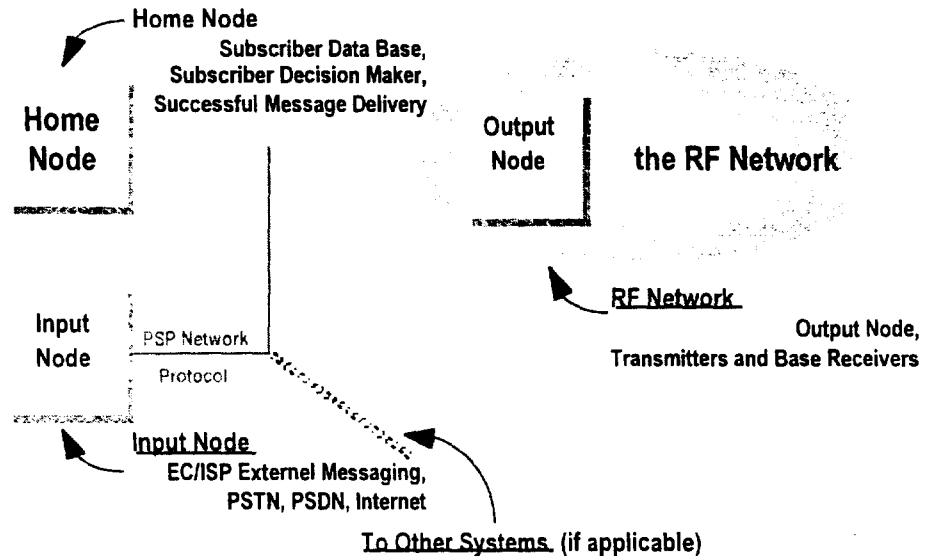 Home Node
Subscriber Data Base,
Subscriber Decision Maker,
Successful Message Delivery
Home
Node
Output
Node
the RF Network
RF Network
Output Node,
Transmitters and Base Receivers
Input
Node
PSP Network
Protocol
Input Node
EC/ISP Externel Messaging,
PSTN, PSDN, Internet
To Other Systems (if applicable)